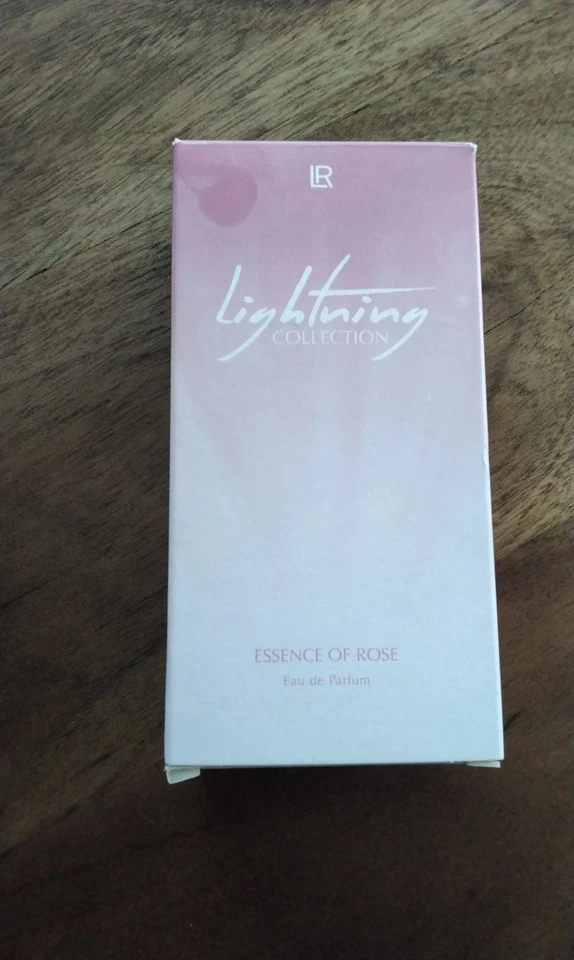 LR
Lightning
COLLECTION
ESSENCE OF ROSE
Eau de Parfum